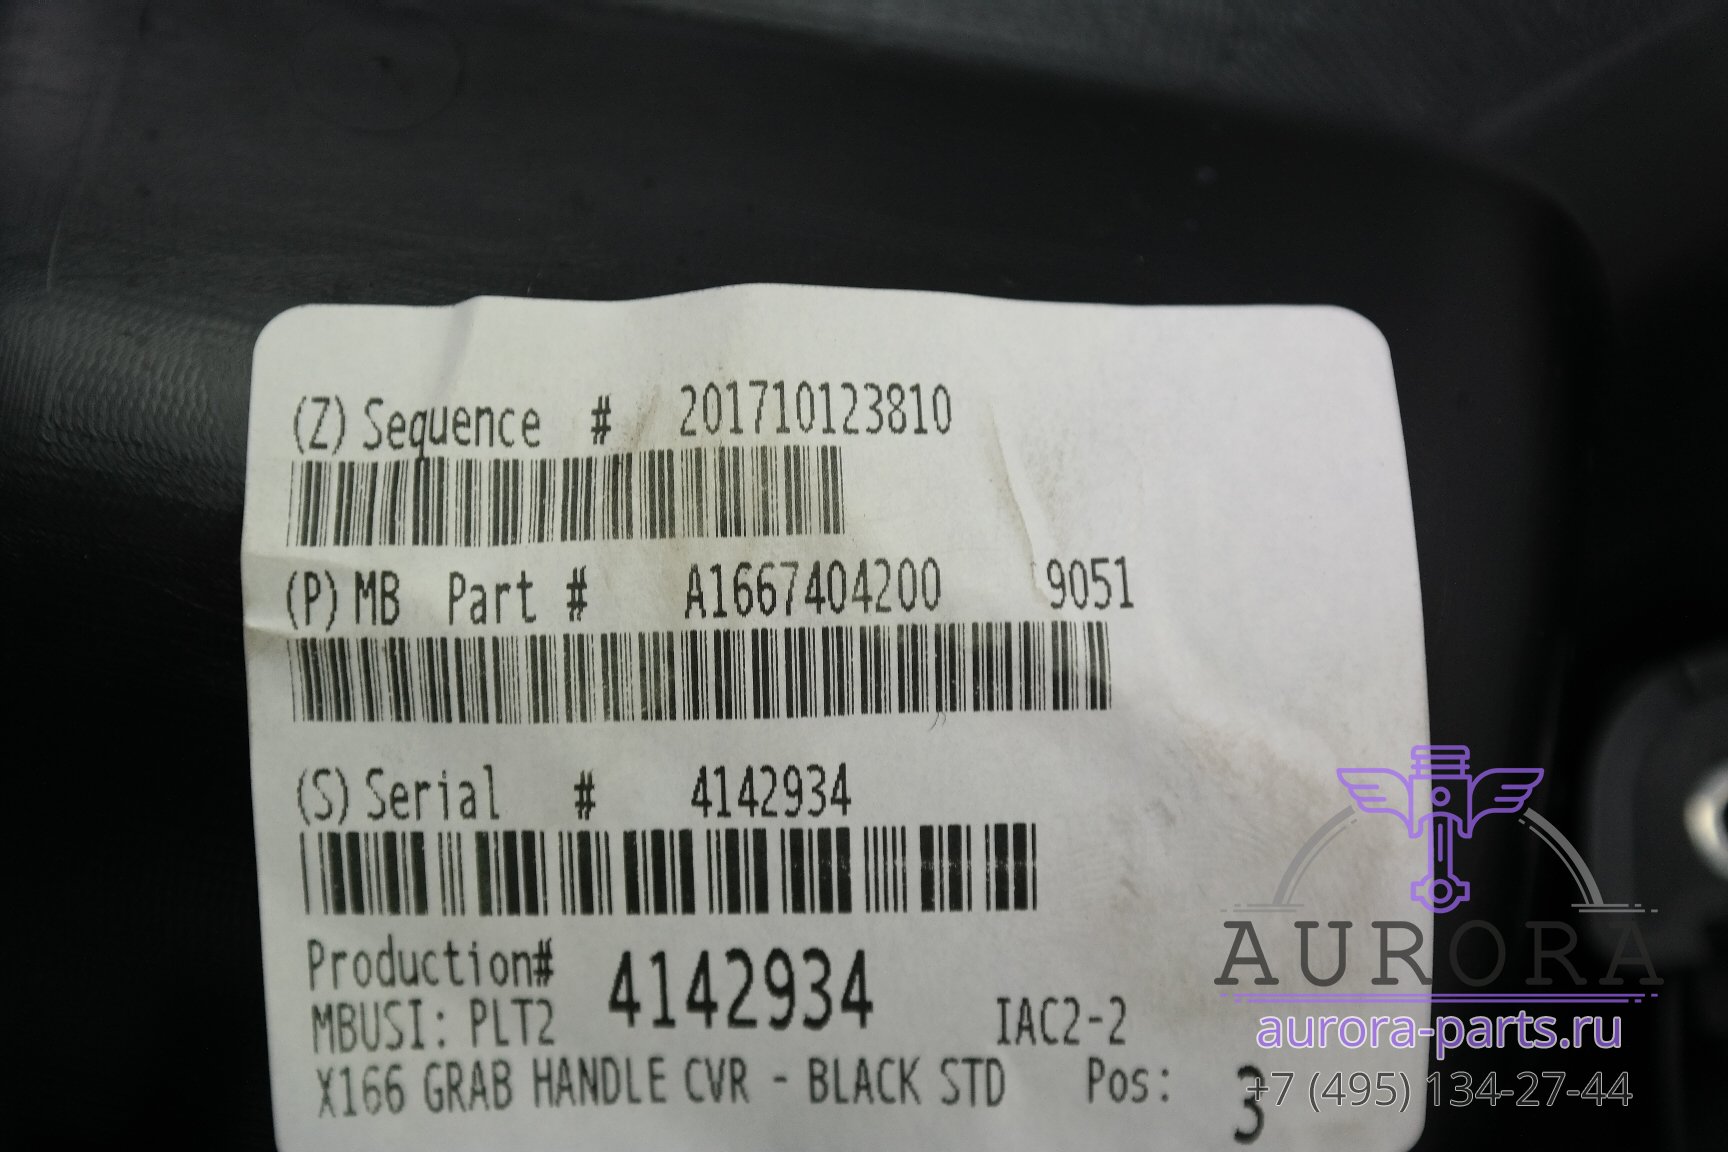 (Z) Sequence # 201710123810
(P) MB Part # A1667404200 9051
(S) Serial # 4142934
Production# 4142934
MBUSI: PLT2 IAC2-2
X166 GRAB HANDLE CVR - BLACK STD Pos: 3
AURORA
aurora-parts.ru
+7 (495) 134-27-44